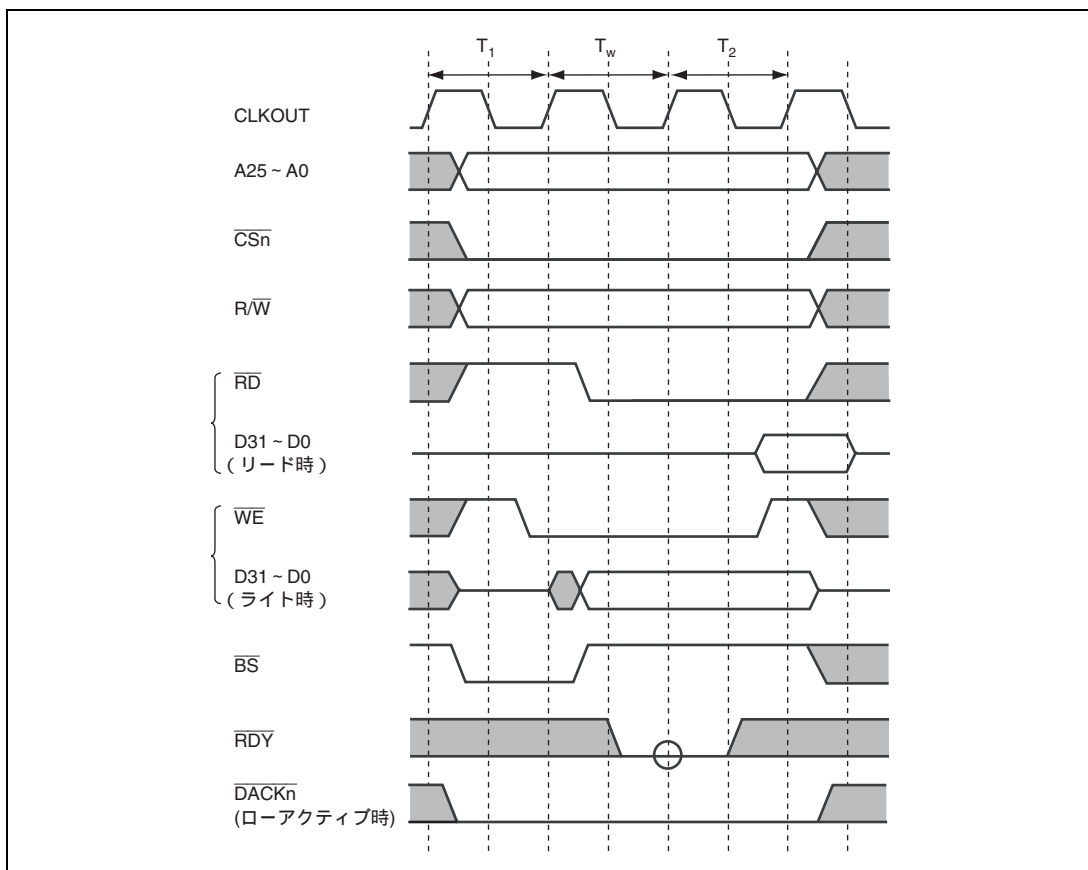 T1 Tw T2
CLKOUT
A25 ~ A0
CSn
R/W
RD
D31 ~ D0
( リード時 )
WE
D31 ~ D0
( ライト時 )
BS
RDY
DACKn
(ローアクティブ時)